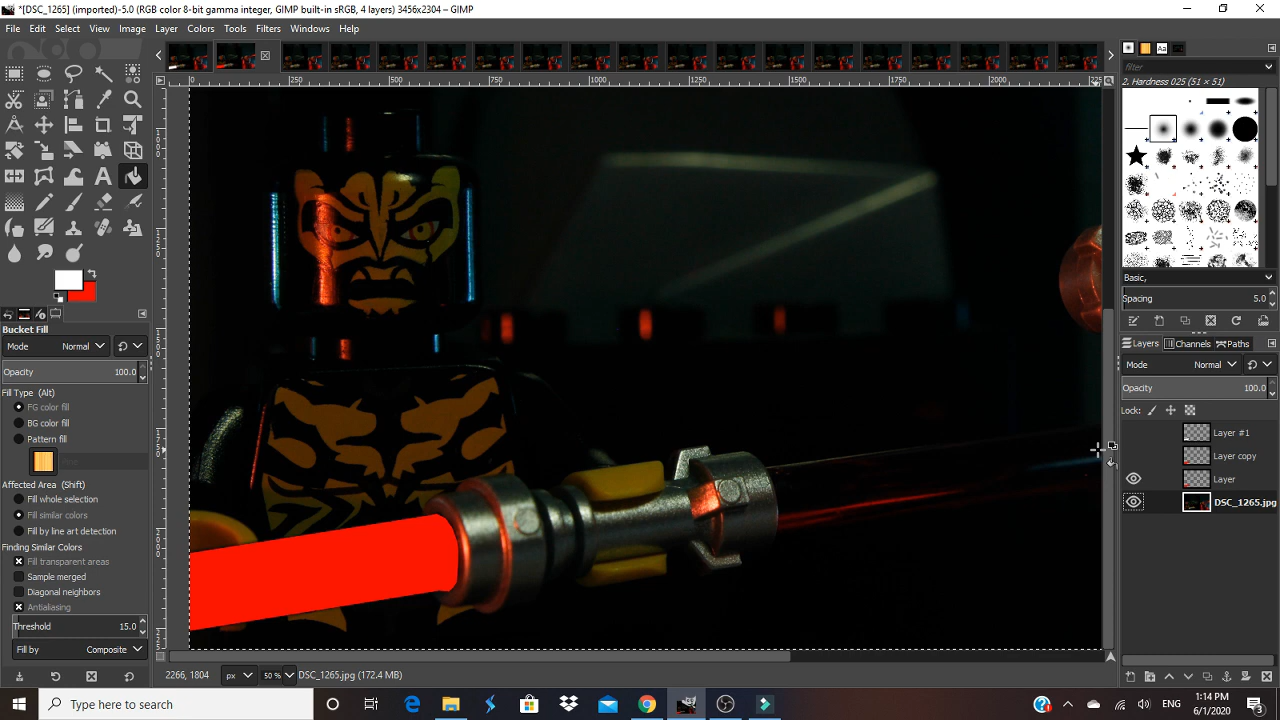 *[DSC_1265] (imported)-5.0 (RGB color 8-bit gamma integer, GIMP built-in sRGB, 4 layers) 3456x2304 – GIMP
File Edit Select View Image Layer Colors Tools Filters Windows Help
0 250 500 750 1000 1250 1500 1750 2000
filter
2. Hardness 025 (51 × 51)
Basic,
Spacing 5.0
Bucket Fill
Mode Normal
Opacity 100.0
Fill Type (Alt)
FG color fill
BG color fill
Pattern fill
Affected Area (Shift)
Fill whole selection
Fill similar colors
Fill by line art detection
Finding Similar Colors
Fill transparent areas
Sample merged
Diagonal neighbors
Antialiasing
Threshold 15.0
Fill by Composite
Layers Channels Paths
Mode Normal
Opacity 100.0
Lock:
Layer #1
Layer copy
Layer
DSC_1265.jpg
2266, 1804 px 50 % DSC_1265.jpg (172.4 MB)
Type here to search
ENG
1:14 PM
6/1/2020
3